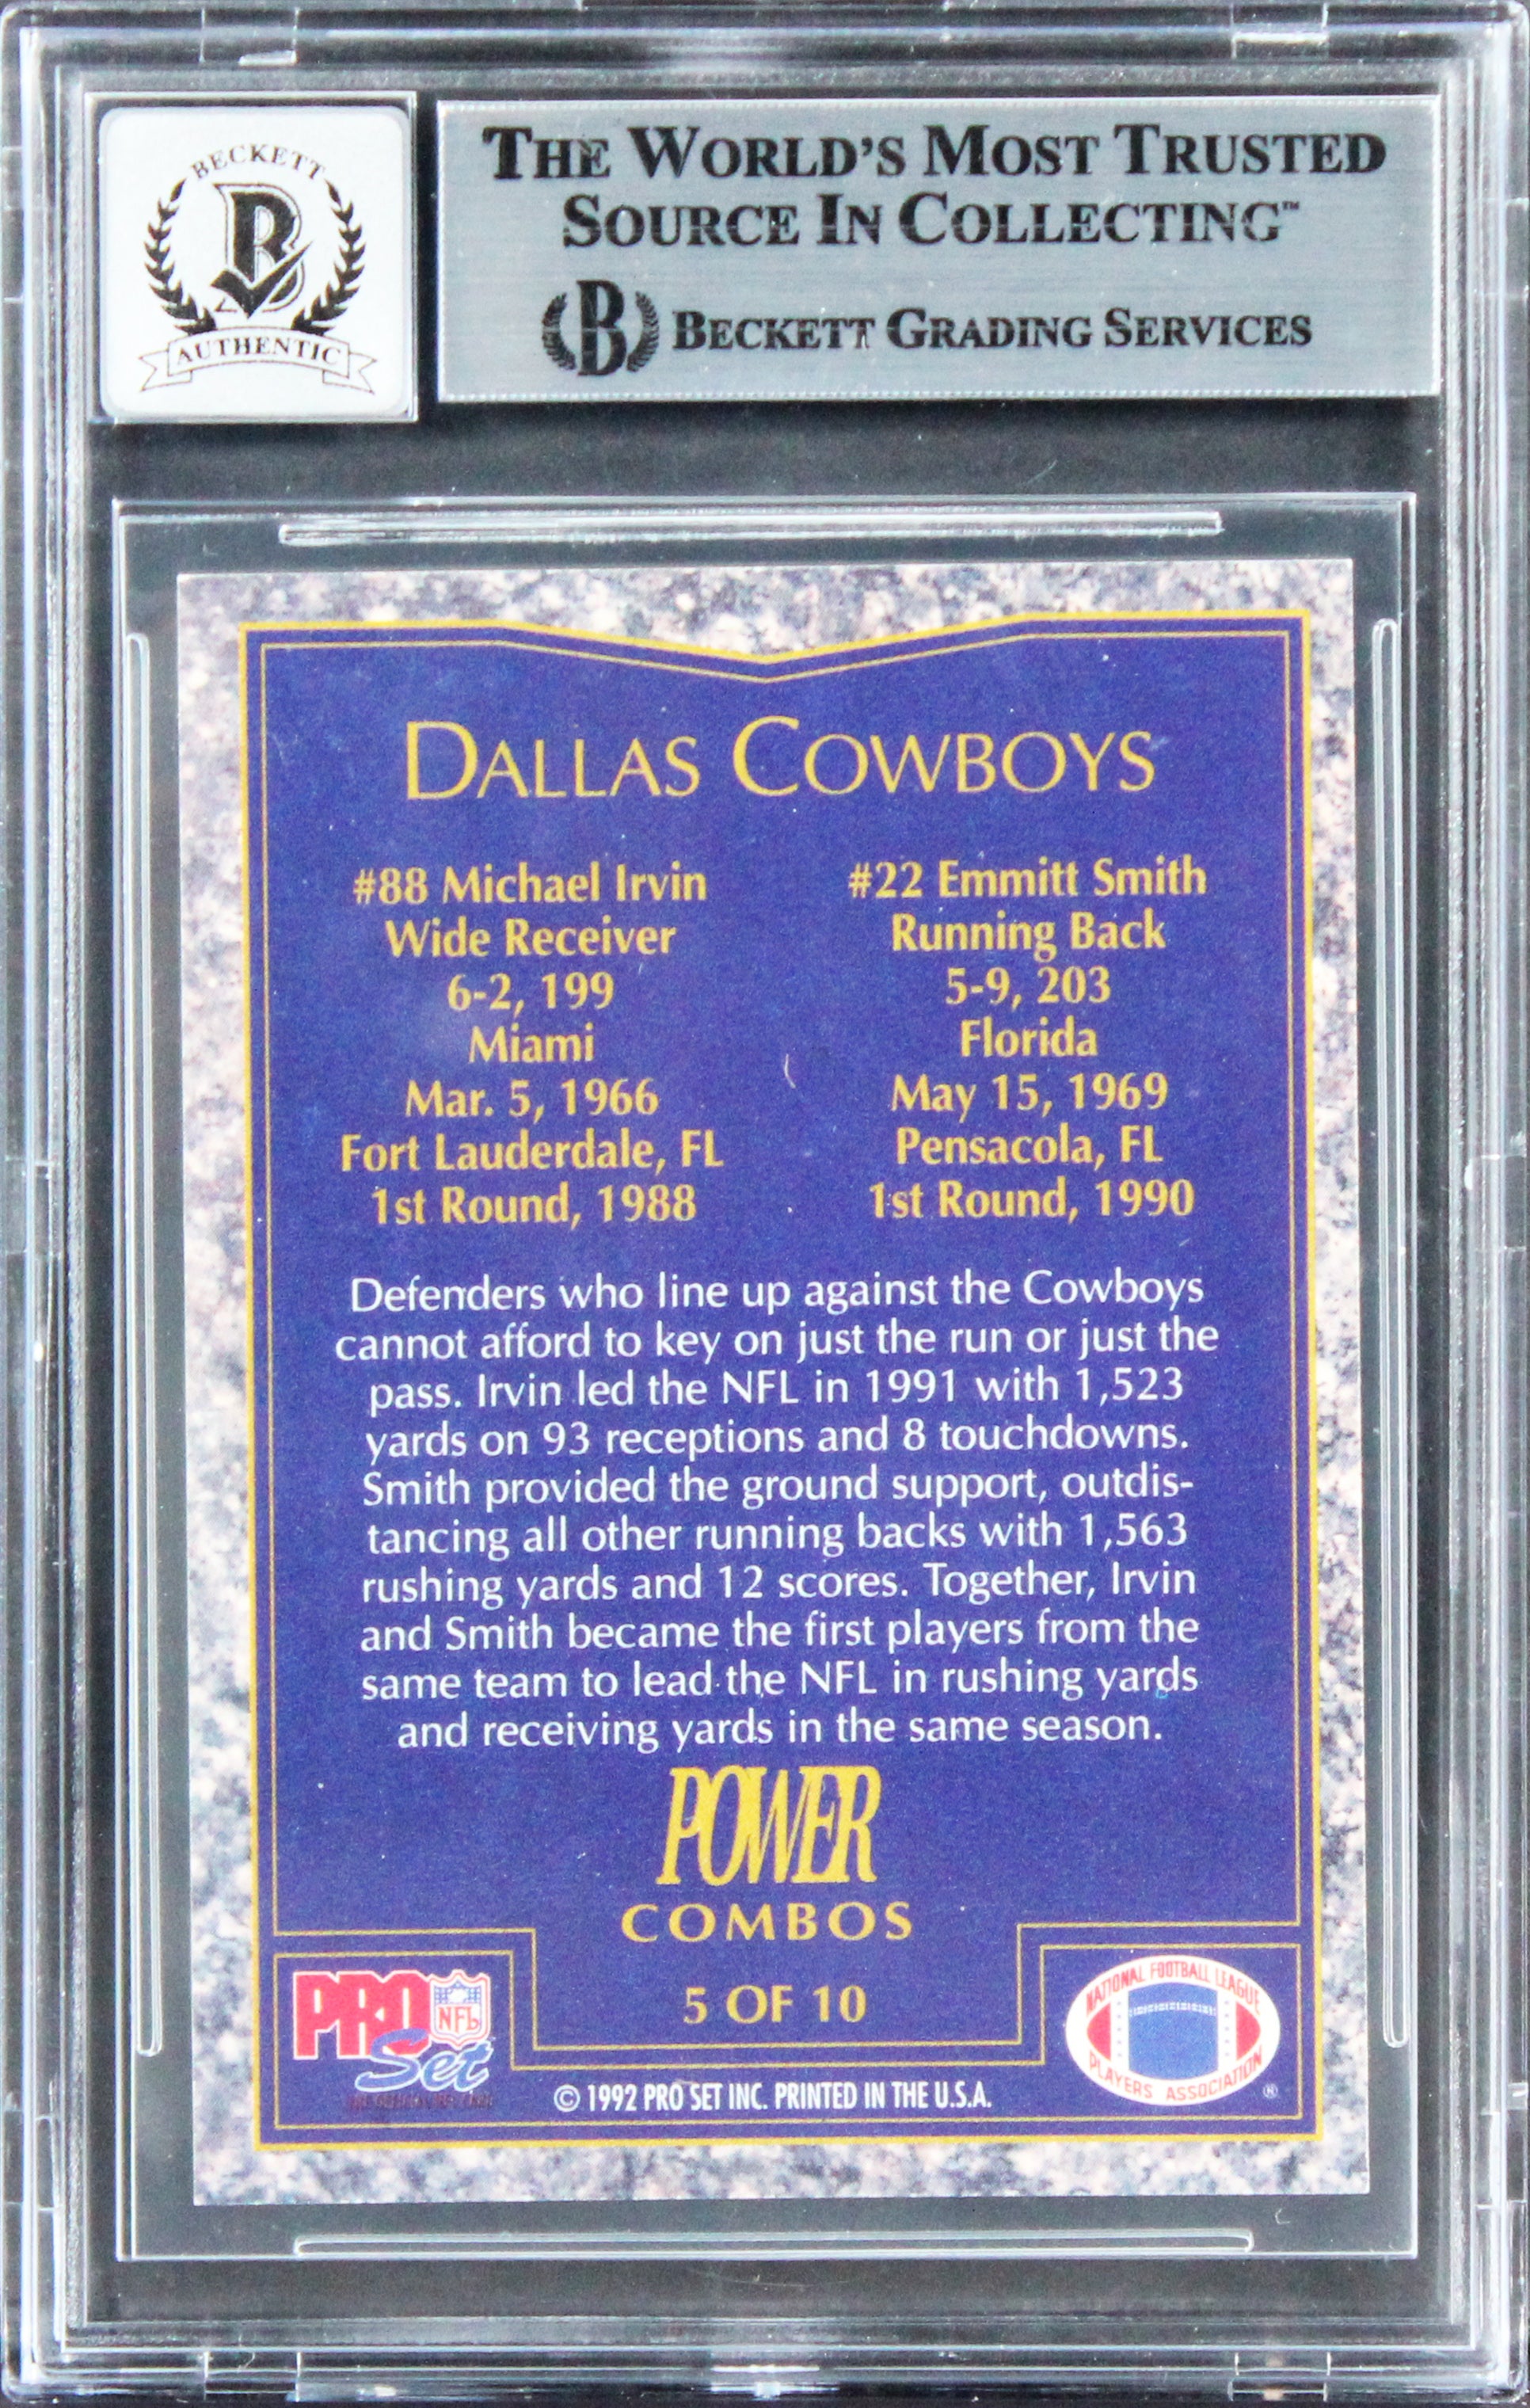 BECKETT
B
AUTHENTIC
THE WORLD'S MOST TRUSTED
SOURCE IN COLLECTING™
B BECKETT GRADING SERVICES
DALLAS COWBOYS
#88 Michael Irvin
Wide Receiver
6-2, 199
Miami
Mar. 5, 1966
Fort Lauderdale, FL
1st Round, 1988
#22 Emmitt Smith
Running Back
5-9, 203
Florida
May 15, 1969
Pensacola, FL
1st Round, 1990
Defenders who line up against the Cowboys
cannot afford to key on just the run or just the
pass. Irvin led the NFL in 1991 with 1,523
yards on 93 receptions and 8 touchdowns.
Smith provided the ground support, outdis-
tancing all other running backs with 1,563
rushing yards and 12 scores. Together, Irvin
and Smith became the first players from the
same team to lead the NFL in rushing yards
and receiving yards in the same season.
POWER
COMBOS
5 OF 10
PRO NFL
Set
© 1992 PRO SET INC. PRINTED IN THE U.S.A.
NATIONAL FOOTBALL LEAGUE
PLAYERS ASSOCIATION ®